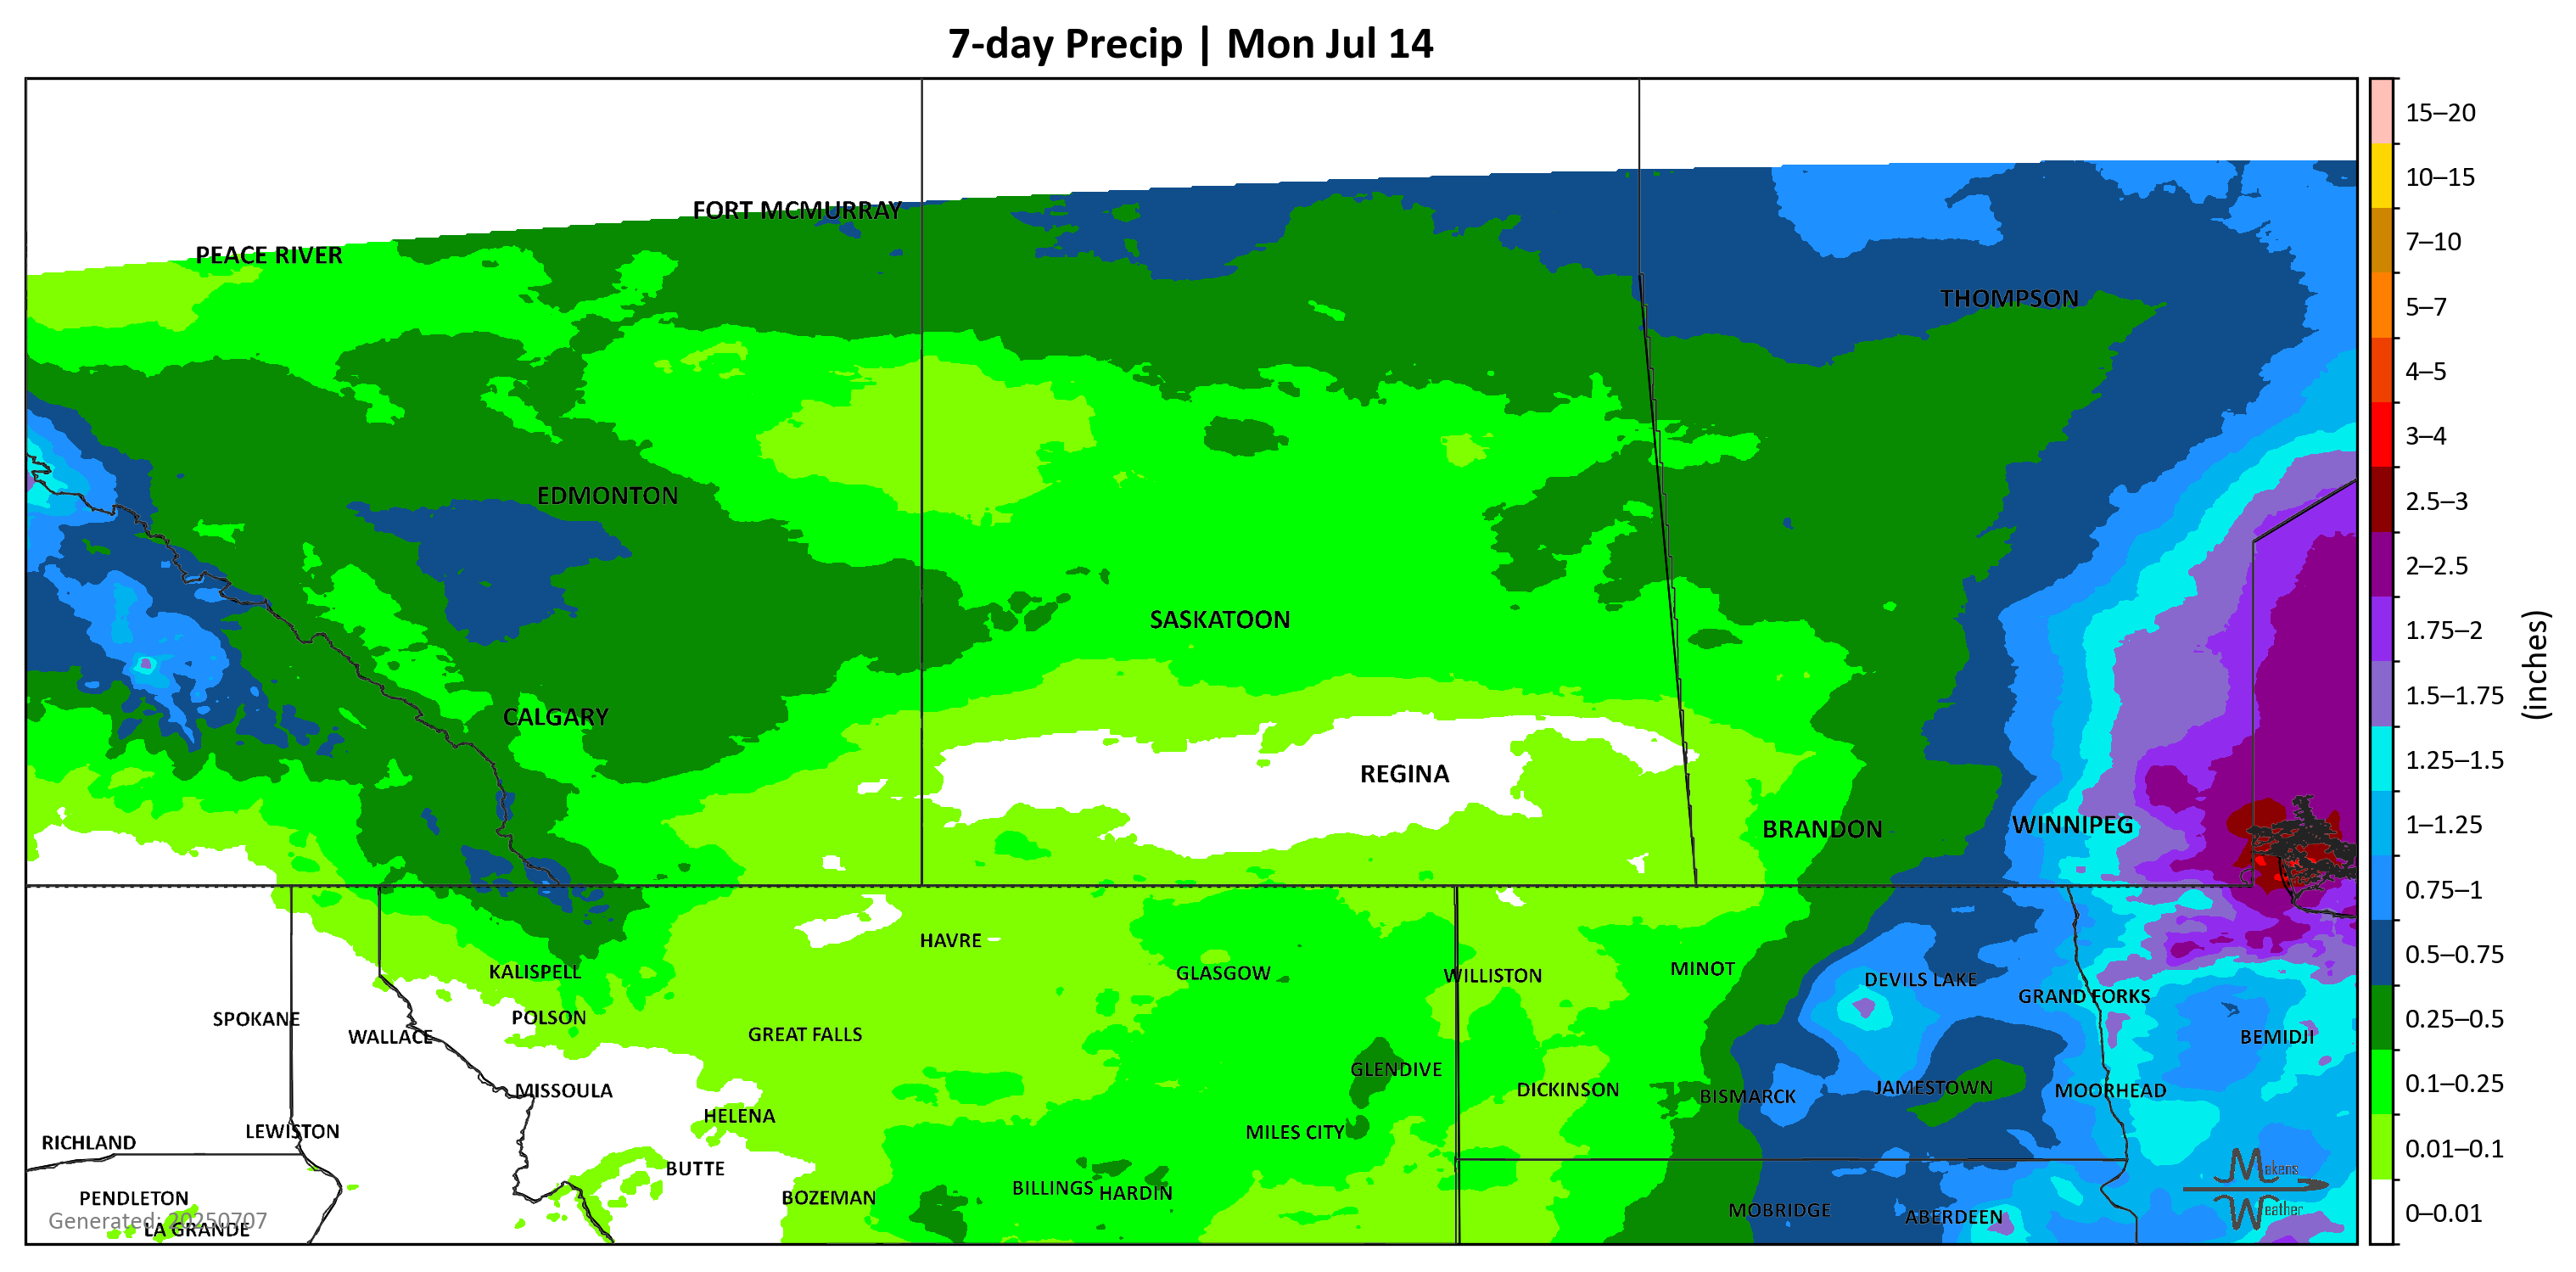 7-day Precip | Mon Jul 14
15–20
10–15
7–10
5–7
4–5
3–4
2.5–3
2–2.5
1.75–2
1.5–1.75
1.25–1.5
1–1.25
0.75–1
0.5–0.75
0.25–0.5
0.1–0.25
0.01–0.1
0–0.01
(inches)
FORT MCMURRAY
PEACE RIVER
THOMPSON
EDMONTON
SASKATOON
CALGARY
REGINA
BRANDON
WINNIPEG
HAVRE
KALISPELL
GLASGOW
WILLISTON
MINOT
DEVILS LAKE
GRAND FORKS
SPOKANE
POLSON
WALLACE
GREAT FALLS
BEMIDJI
GLENDIVE
MISSOULA
DICKINSON
BISMARCK
JAMESTOWN
MOORHEAD
HELENA
LEWISTON
RICHLAND
MILES CITY
BUTTE
PENDLETON
BOZEMAN
BILLINGS
HARDIN
MOBRIDGE
ABERDEEN
Generated: 20250707
LA GRANDE
Makens
Weather